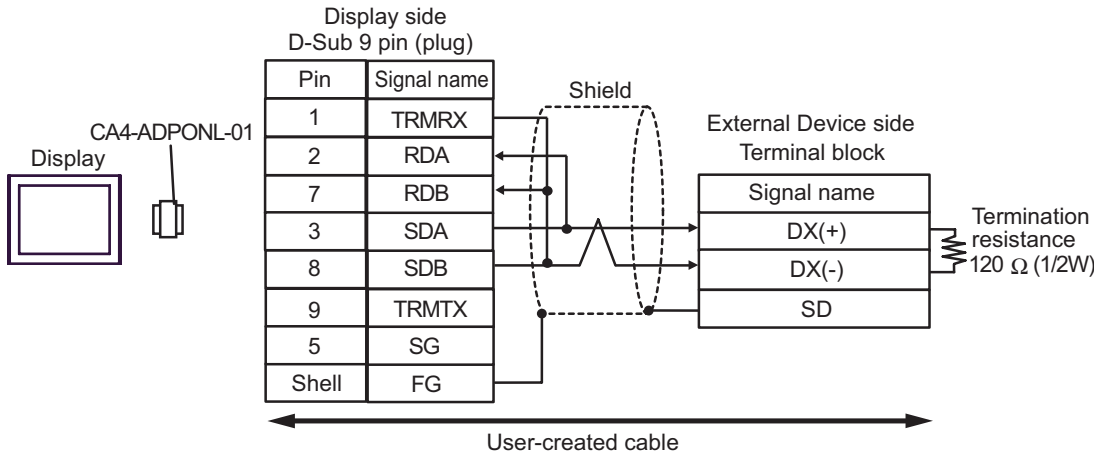 Display side
D-Sub 9 pin (plug)
Pin Signal name
1 TRMRX
2 RDA
7 RDB
3 SDA
8 SDB
9 TRMTX
5 SG
Shell FG
CA4-ADPONL-01
Display
Shield
External Device side
Terminal block
Signal name
DX(+)
DX(-)
SD
Termination
resistance
120 Ω (1/2W)
User-created cable